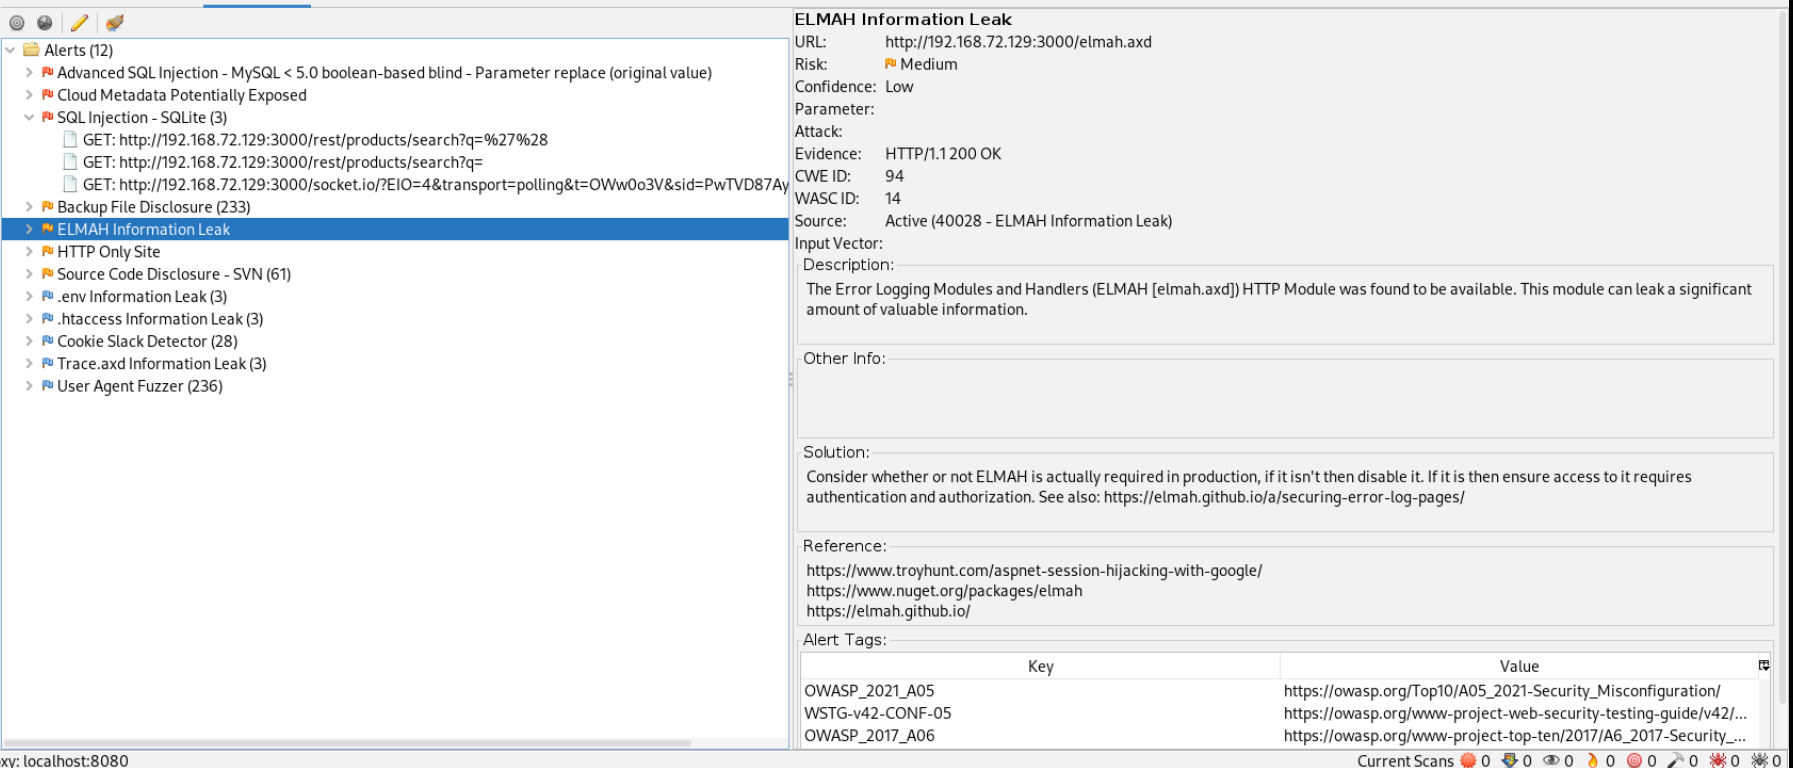 Alerts (12)
Advanced SQL Injection - MySQL < 5.0 boolean-based blind - Parameter replace (original value)
Cloud Metadata Potentially Exposed
SQL Injection - SQLite (3)
GET: http://192.168.72.129:3000/rest/products/search?q=%27%28
GET: http://192.168.72.129:3000/rest/products/search?q=
GET: http://192.168.72.129:3000/socket.io/?EIO=4&transport=polling&t=OWw0o3V&sid=PwTVD87Ay
Backup File Disclosure (233)
ELMAH Information Leak
HTTP Only Site
Source Code Disclosure - SVN (61)
.env Information Leak (3)
.htaccess Information Leak (3)
Cookie Slack Detector (28)
Trace.axd Information Leak (3)
User Agent Fuzzer (236)
ELMAH Information Leak
URL: http://192.168.72.129:3000/elmah.axd
Risk: Medium
Confidence: Low
Parameter:
Attack:
Evidence: HTTP/1.1 200 OK
CWE ID: 94
WASC ID: 14
Source: Active (40028 - ELMAH Information Leak)
Input Vector:
Description:
The Error Logging Modules and Handlers (ELMAH [elmah.axd]) HTTP Module was found to be available. This module can leak a significant
amount of valuable information.
Other Info:
Solution:
Consider whether or not ELMAH is actually required in production, if it isn't then disable it. If it is then ensure access to it requires
authentication and authorization. See also: https://elmah.github.io/a/securing-error-log-pages/
Reference:
https://www.troyhunt.com/aspnet-session-hijacking-with-google/
https://www.nuget.org/packages/elmah
https://elmah.github.io/
Alert Tags:
Key Value
OWASP_2021_A05 https://owasp.org/Top10/A05_2021-Security_Misconfiguration/
WSTG-v42-CONF-05 https://owasp.org/www-project-web-security-testing-guide/v42/...
OWASP_2017_A06 https://owasp.org/www-project-top-ten/2017/A6_2017-Security_...
oxy: localhost:8080 Current Scans 0 0 0 0 0 0 0 0